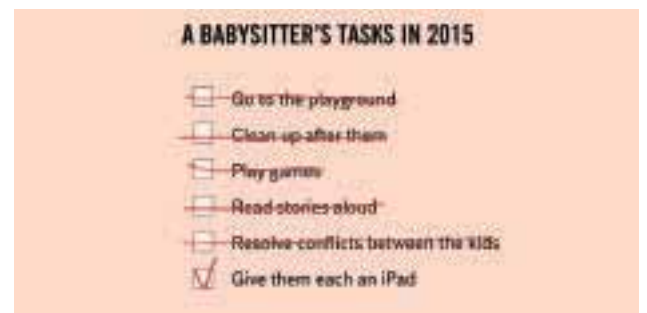 A BABYSITTER'S TASKS IN 2015
Go to the playground
Clean up after them
Play games
Read stories aloud
Resolve conflicts between the kids
Give them each an iPad